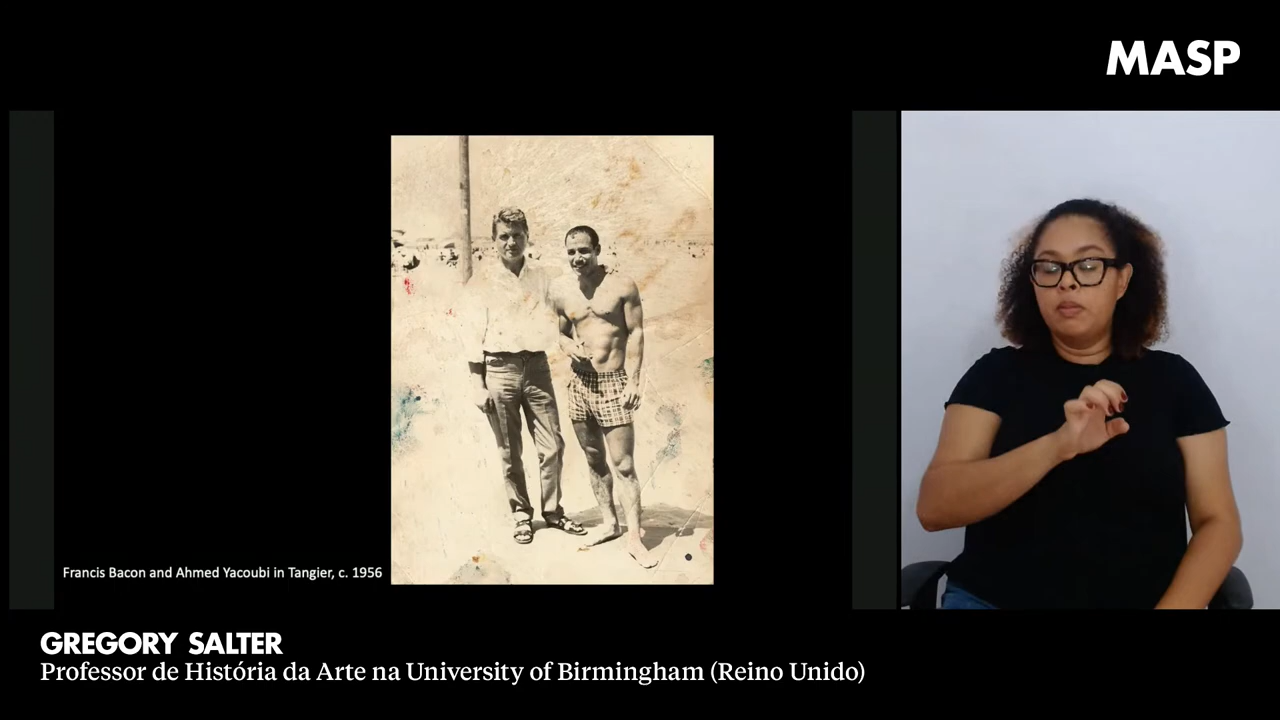 MASP
Francis Bacon and Ahmed Yacoubi in Tangier, c. 1956
GREGORY SALTER
Professor de História da Arte na University of Birmingham (Reino Unido)